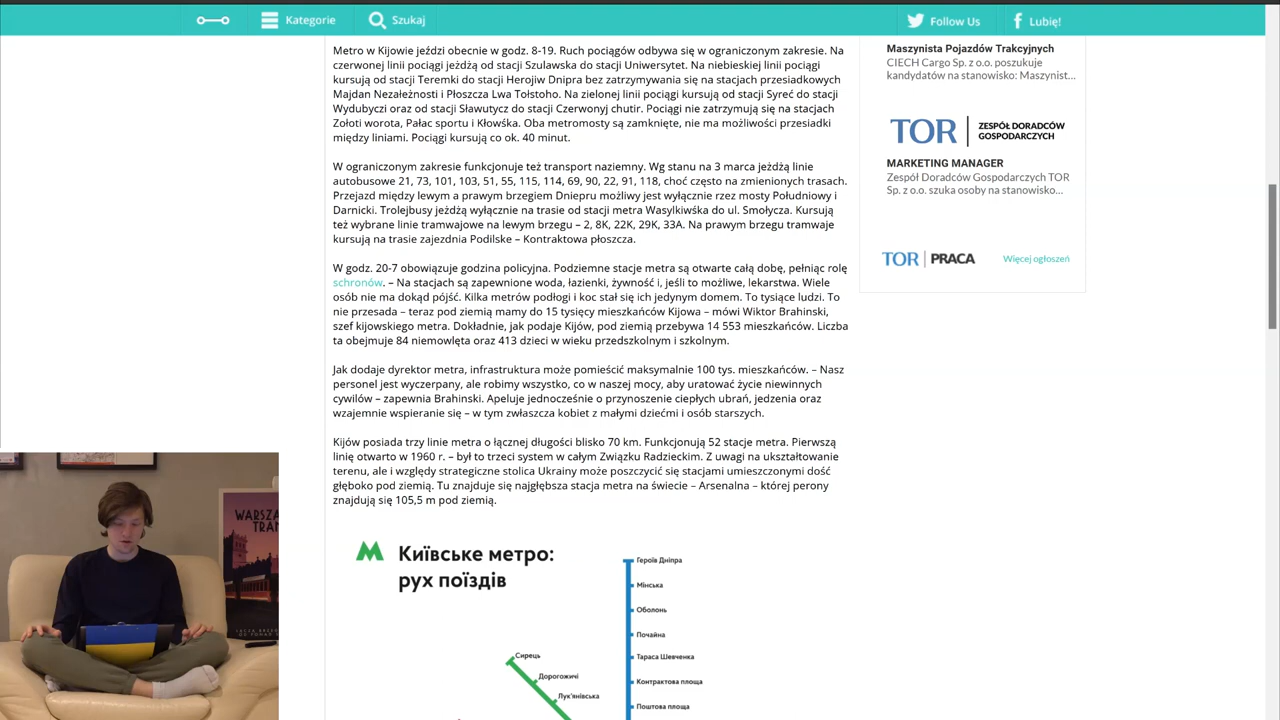 Kategorie
Szukaj
Follow Us
Lubię!
Metro w Kijowie jeździ obecnie w godz. 8-19. Ruch pociągów odbywa się w ograniczonym zakresie. Na
czerwonej linii pociągi jeżdżą od stacji Szulawska do stacji Uniwersytet. Na niebieskiej linii pociągi
kursują od stacji Teremki do stacji Herojiw Dnipra bez zatrzymywania się na stacjach przesiadkowych
Majdan Nezależnosti i Płoszcza Lwa Tołstoho. Na zielonej linii pociągi kursują od stacji Syreć do stacji
Wydubyczi oraz od stacji Sławutycz do stacji Czerwonyj chutir. Pociągi nie zatrzymują się na stacjach
Zołoti worota, Pałac sportu i Kłowśka. Oba metromosty są zamknięte, nie ma możliwości przesiadki
między liniami. Pociągi kursują co ok. 40 minut.
W ograniczonym zakresie funkcjonuje też transport naziemny. Wg stanu na 3 marca jeżdżą linie
autobusowe 21, 73, 101, 103, 51, 55, 115, 114, 69, 90, 22, 91, 118, choć często na zmienionych trasach.
Przejazd między lewym a prawym brzegiem Dniepru możliwy jest wyłącznie rzez mosty Południowy i
Darnicki. Trolejbusy jeżdżą wyłącznie na trasie od stacji metra Wasylkiwśka do ul. Smołycza. Kursują
też wybrane linie tramwajowe na lewym brzegu – 2, 8K, 22K, 29K, 33A. Na prawym brzegu tramwaje
kursują na trasie zajezdnia Podilske – Kontraktowa płoszcza.
W godz. 20-7 obowiązuje godzina policyjna. Podziemne stacje metra są otwarte całą dobę, pełniąc rolę
schronów. – Na stacjach są zapewnione woda, łazienki, żywność i, jeśli to możliwe, lekarstwa. Wiele
osób nie ma dokąd pójść. Kilka metrów podłogi i koc stał się ich jedynym domem. To tysiące ludzi. To
nie przesada – teraz pod ziemią mamy do 15 tysięcy mieszkańców Kijowa – mówi Wiktor Brahinski,
szef kijowskiego metra. Dokładnie, jak podaje Kijów, pod ziemią przebywa 14 553 mieszkańców. Liczba
ta obejmuje 84 niemowlęta oraz 413 dzieci w wieku przedszkolnym i szkolnym.
Jak dodaje dyrektor metra, infrastruktura może pomieścić maksymalnie 100 tys. mieszkańców. – Nasz
personel jest wyczerpany, ale robimy wszystko, co w naszej mocy, aby uratować życie niewinnych
cywilów – zapewnia Brahinski. Apeluje jednocześnie o przynoszenie ciepłych ubrań, jedzenia oraz
wzajemnie wspieranie się – w tym zwłaszcza kobiet z małymi dziećmi i osób starszych.
Kijów posiada trzy linie metra o łącznej długości blisko 70 km. Funkcjonują 52 stacje metra. Pierwszą
linię otwarto w 1960 r. – był to trzeci system w całym Związku Radzieckim. Z uwagi na ukształtowanie
terenu, ale i względy strategiczne stolica Ukrainy może poszczycić się stacjami umieszczonymi dość
głęboko pod ziemią. Tu znajduje się najgłębsza stacja metra na świecie – Arsenalna – której perony
znajdują się 105,5 m pod ziemią.
Maszynista Pojazdów Trakcyjnych
CIECH Cargo Sp. z o.o. poszukuje
kandydatów na stanowisko: Maszynist...
TOR ZESPÓŁ DORADCÓW
GOSPODARCZYCH
MARKETING MANAGER
Zespół Doradców Gospodarczych TOR
Sp. z o.o. szuka osoby na stanowisko...
TOR PRACA
Więcej ogłoszeń
Київське метро:
рух поїздів
Героїв Дніпра
Мінська
Оболонь
Почайна
Тараса Шевченка
Контрактова площа
Поштова площа
Сирець
Дорогожичі
Лук'янівська
WARSZA
TRAM